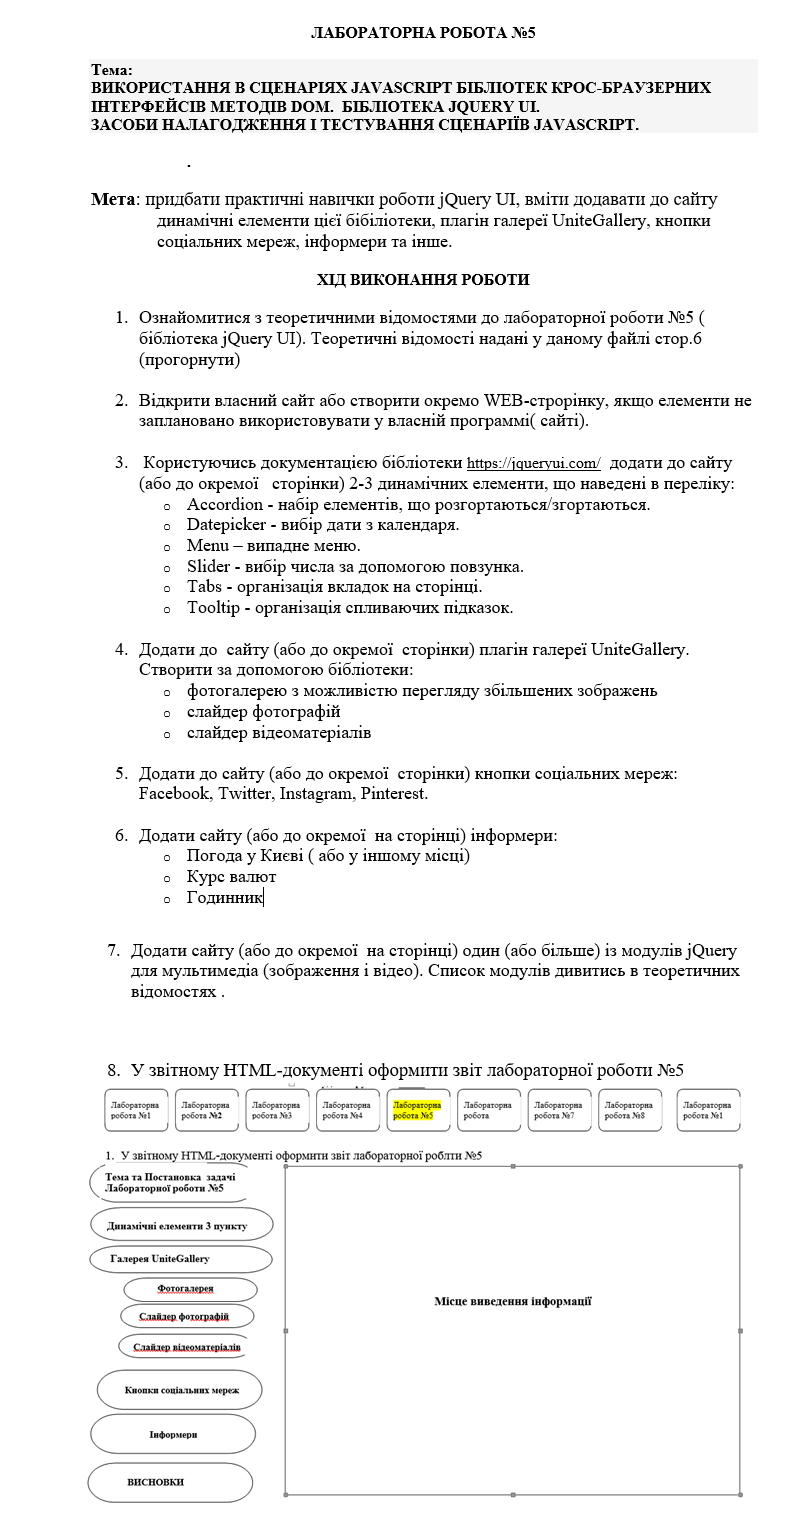 ЛАБОРАТОРНА РОБОТА №5
Тема:
ВИКОРИСТАННЯ В СЦЕНАРІЯХ JAVASCRIPT БІБЛІОТЕК КРОС-БРАУЗЕРНИХ
ІНТЕРФЕЙСІВ МЕТОДІВ DOM. БІБЛІОТЕКА JQUERY UI.
ЗАСОБИ НАЛАГОДЖЕННЯ І ТЕСТУВАННЯ СЦЕНАРІЇВ JAVASCRIPT.
.
Мета: придбати практичні навички роботи jQuery UI, вміти додавати до сайту
динамічні елементи цієї бібіліотеки, плагін галереї UniteGallery, кнопки
соціальних мереж, інформери та інше.
ХІД ВИКОНАННЯ РОБОТИ
1. Ознайомитися з теоретичними відомостями до лабораторної роботи №5 (
бібліотека jQuery UI). Теоретичні відомості надані у даному файлі стор.6
(прогорнути)
2. Відкрити власний сайт або створити окремо WEB-строрінку, якщо елементи не
заплановано використовувати у власній программі( сайті).
3. Користуючись документацією бібліотеки https://jqueryui.com/ додати до сайту
(або до окремої сторінки) 2-3 динамічних елементи, що наведені в переліку:
o Accordion - набір елементів, що розгортаються/згортаються.
o Datepicker - вибір дати з календаря.
o Menu – випадне меню.
o Slider - вибір числа за допомогою повзунка.
o Tabs - організація вкладок на сторінці.
o Tooltip - організація спливаючих підказок.
4. Додати до сайту (або до окремої сторінки) плагін галереї UniteGallery.
Створити за допомогою бібліотеки:
o фотогалерею з можливістю перегляду збільшених зображень
o слайдер фотографій
o слайдер відеоматеріалів
5. Додати до сайту (або до окремої сторінки) кнопки соціальних мереж:
Facebook, Twitter, Instagram, Pinterest.
6. Додати сайту (або до окремої на сторінці) інформери:
o Погода у Києві ( або у іншому місці)
o Курс валют
o Годинник
7. Додати сайту (або до окремої на сторінці) один (або більше) із модулів jQuery
для мультимедіа (зображення і відео). Список модулів дивитись в теоретичних
відомостях .
8. У звітному HTML-документі оформити звіт лабораторної роботи №5
Лабораторна Лабораторна Лабораторна Лабораторна Лабораторна Лабораторна Лабораторна Лабораторна Лабораторна
робота №1 робота №2 робота №3 робота №4 робота №5 робота робота №7 робота №8 робота №1
1. У звітному HTML-документі оформити звіт лабораторної роблти №5
Тема та Постановка задачі
Лабораторної роботи №5
Динамічні елементи 3 пункту
Галерея UniteGallery
Фотогалерея
Місце виведення інформації
Слайдер фотографій
Слайдер відеоматеріалів
Кнопки соціальних мереж
Інформери
ВИСНОВКИ